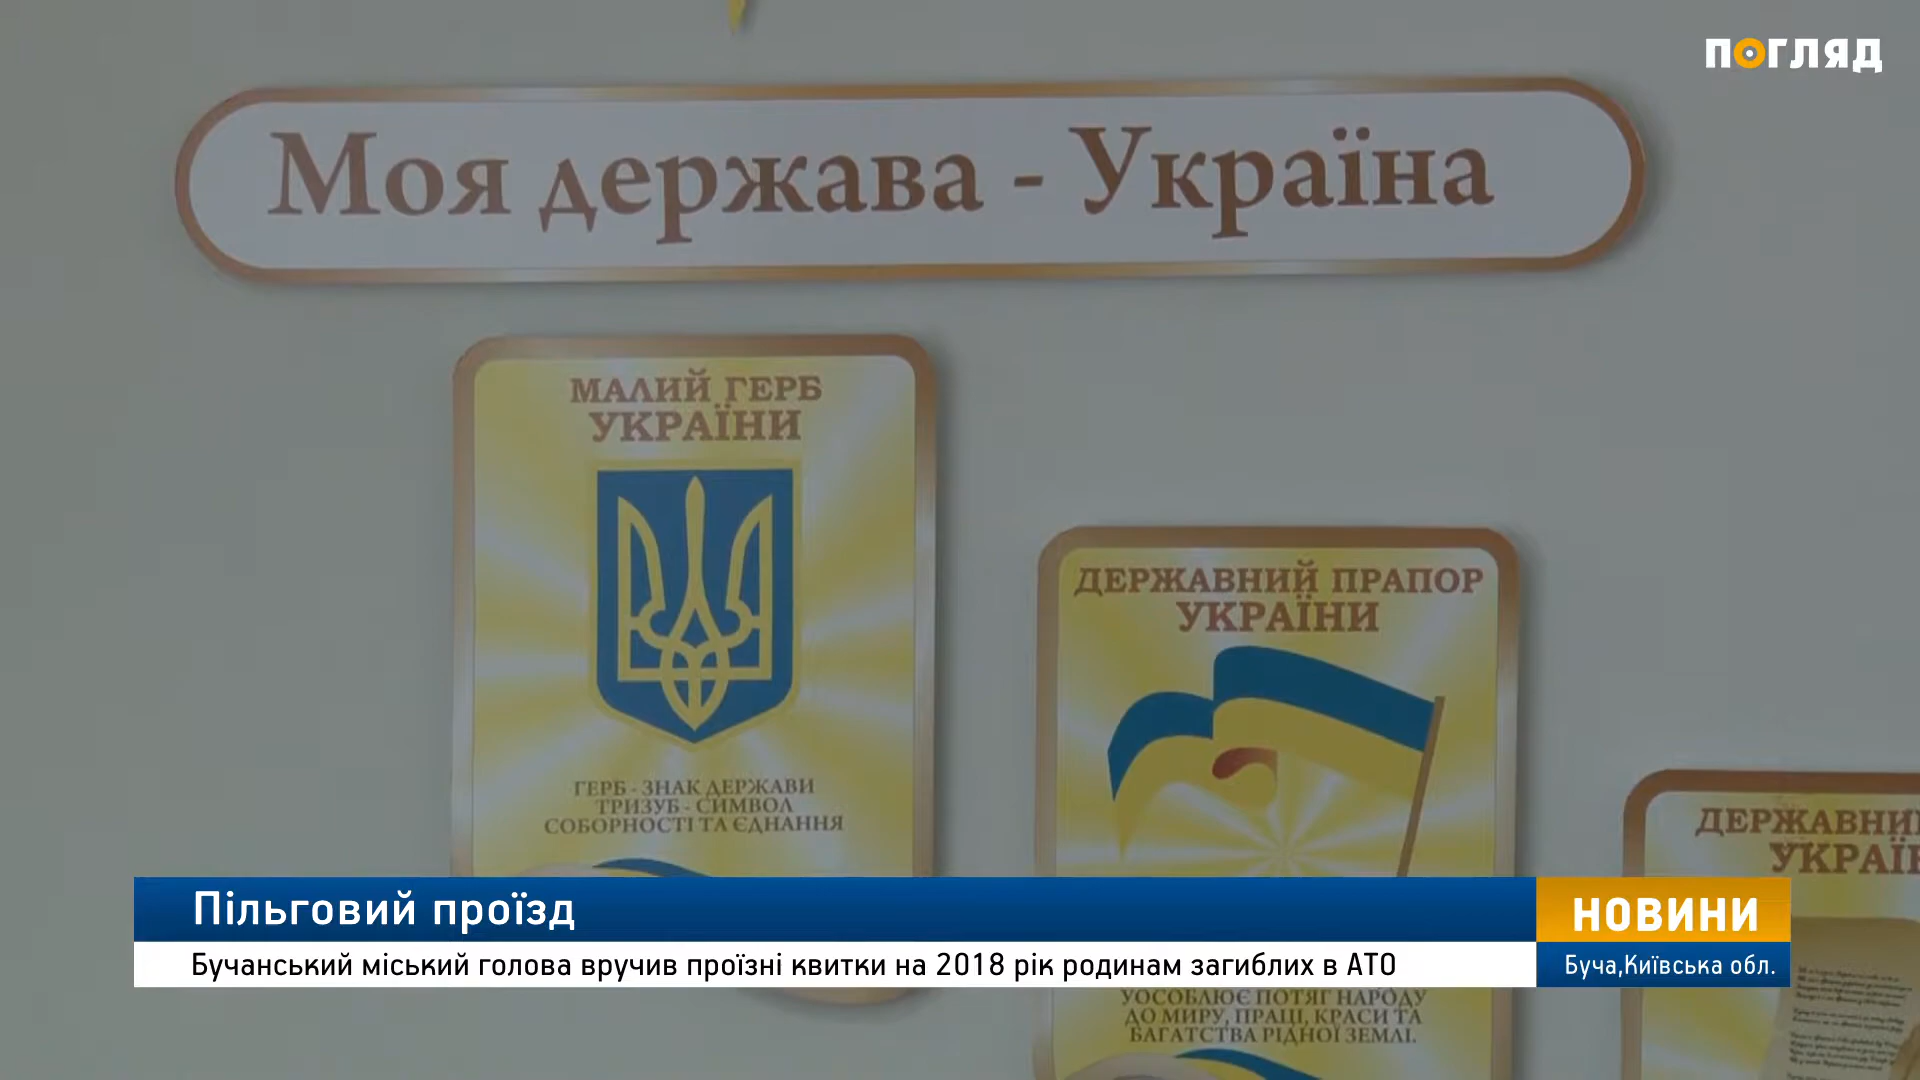 ПОГЛЯД
Моя держава - Україна
МАЛИЙ ГЕРБ
УКРАЇНИ
ГЕРБ - ЗНАК ДЕРЖАВИ
ТРИЗУБ - СИМВОЛ
СОБОРНОСТІ ТА ЄДНАННЯ
ДЕРЖАВНИЙ ПРАПОР
УКРАЇНИ
УОСОБЛЮЄ ПОТЯГ НАРОДУ
ДО МИРУ, ПРАЦІ, КРАСИ ТА
БАГАТСТВА РІДНОЇ ЗЕМЛІ.
Пільговий проїзд
Бучанський міський голова вручив проїзні квитки на 2018 рік родинам загиблих в АТО
НОВИНИ
Буча,Київська обл.